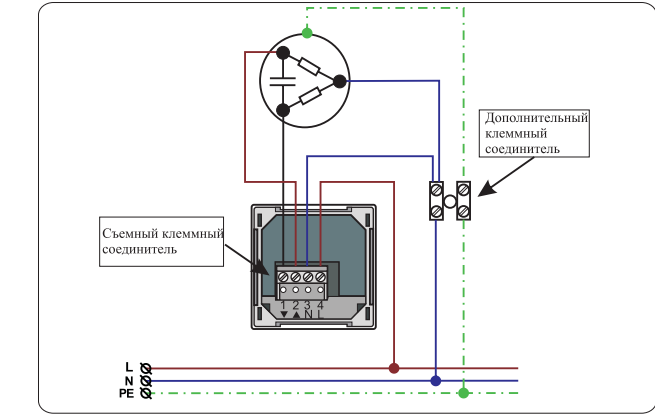 Дополнительный
клеммный
соединитель
Съемный клеммный
соединитель
1 2 3 4
▼ ▲ N L
L
N
PE